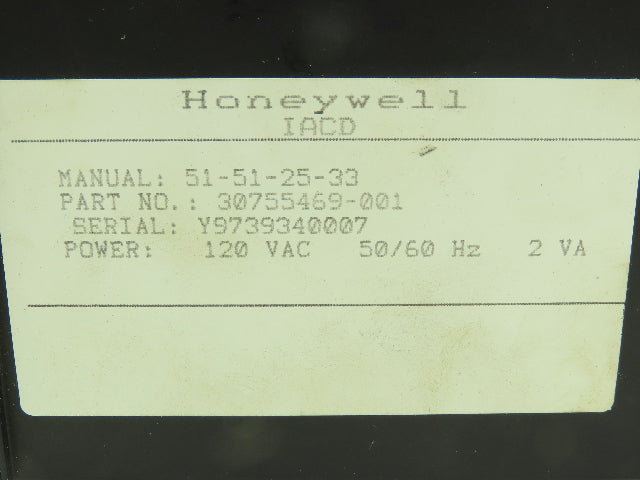 Honeywell
IACD
MANUAL: 51-51-25-33
PART NO.: 30755469-001
SERIAL: Y9739340007
POWER: 120 VAC 50/60 Hz 2 VA